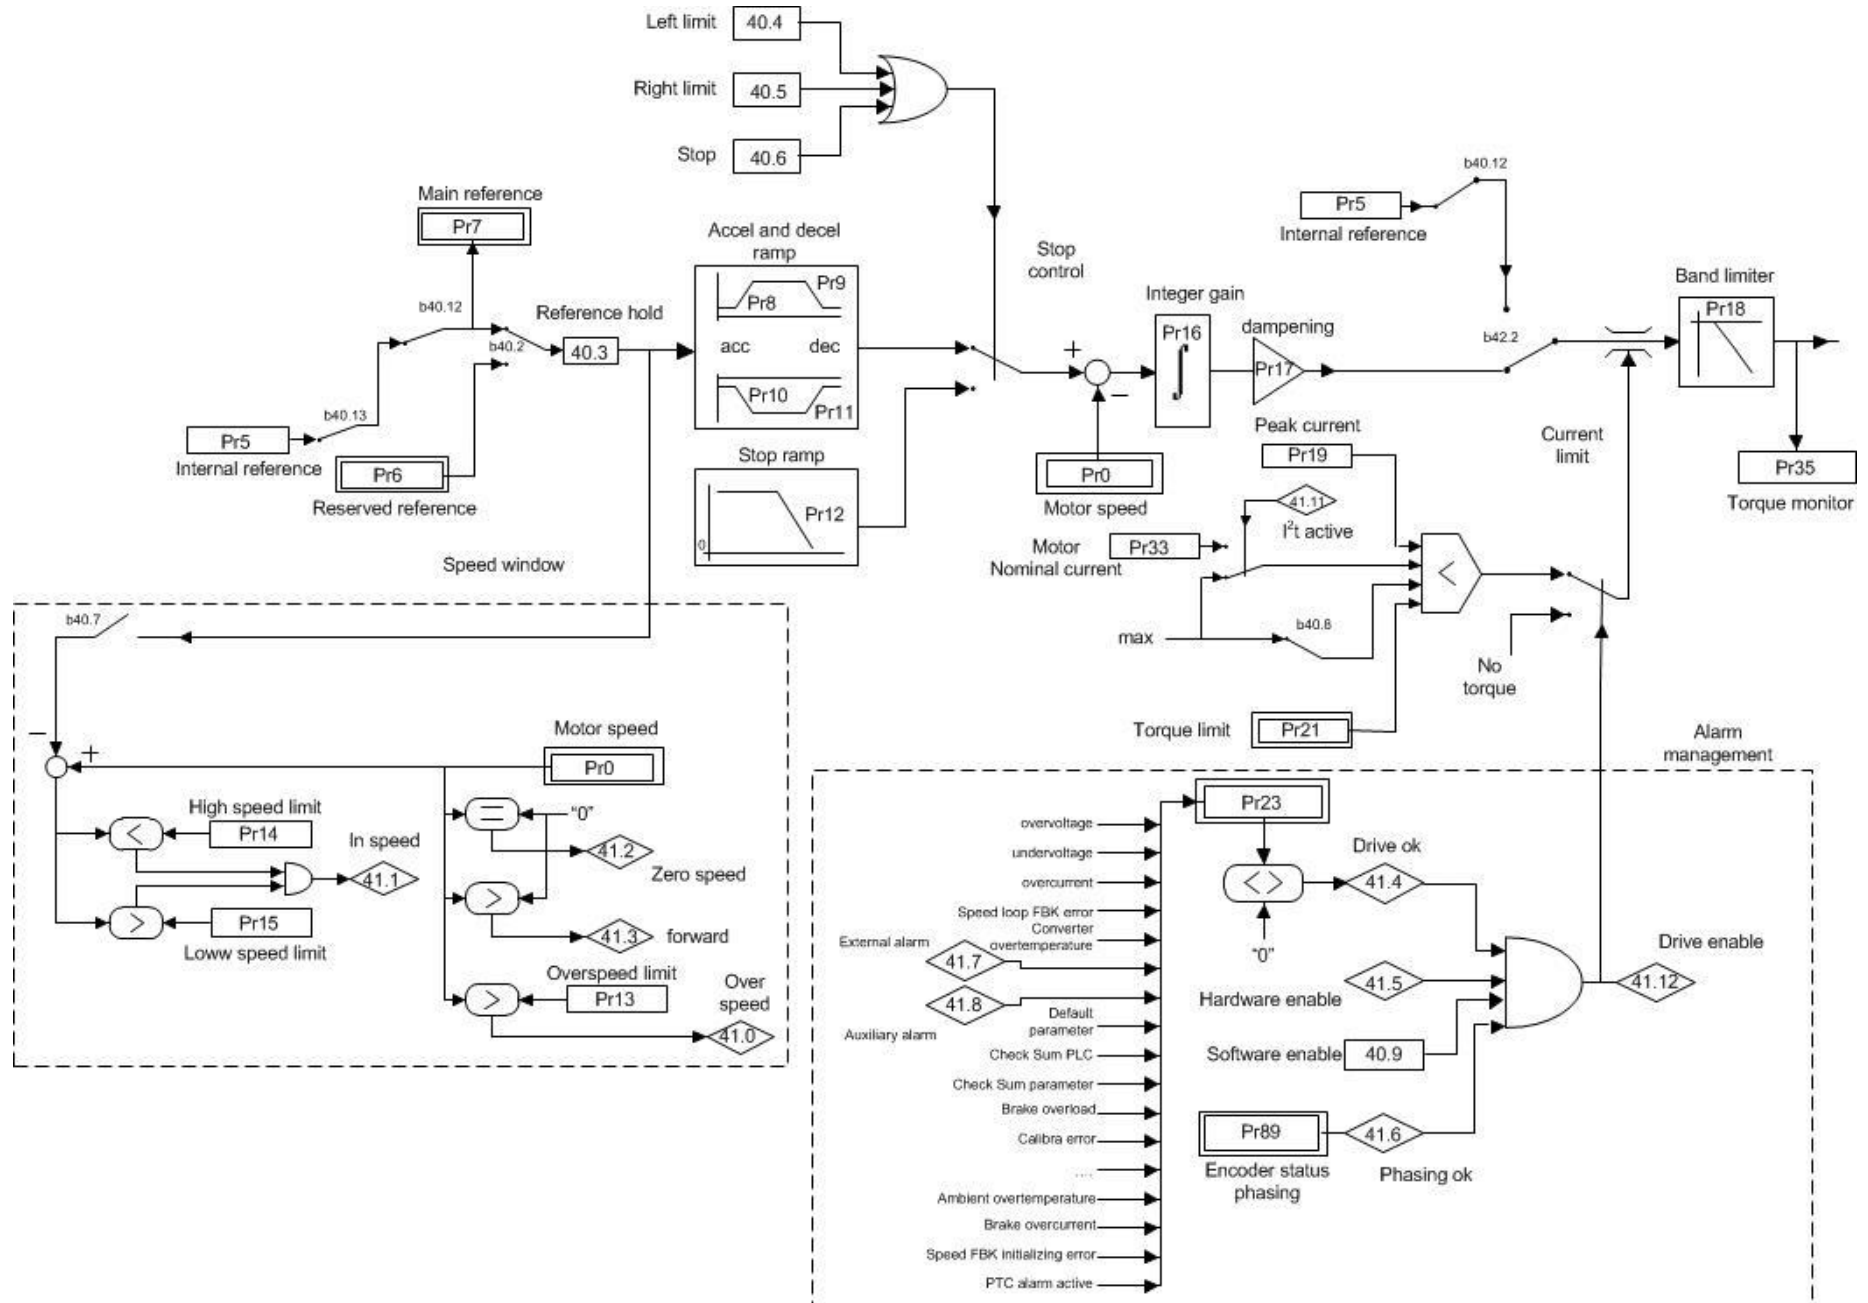 Left limit 40.4
Right limit 40.5
Stop 40.6
Main reference
Pr7
b40.12
Reference hold
b40.2
40.3
b40.13
Pr5
Internal reference
Pr6
Reserved reference
Accel and decel
ramp
Pr9
Pr8
acc dec
Pr10
Pr11
Stop ramp
Pr12
0
Stop
control
+
−
Pr0
Motor speed
Integer gain
Pr16
∫
dampening
Pr17
b40.12
Pr5
Internal reference
b42.2
Band limiter
Pr18
Pr35
Torque monitor
Current
limit
Peak current
Pr19
41.11
I²t active
Motor
Nominal current
Pr33
<
max
b40.8
No
torque
Torque limit Pr21
Speed window
b40.7
−
+
Motor speed
Pr0
High speed limit
< Pr14
In speed
41.1
> Pr15
Loww speed limit
= "0"
41.2
Zero speed
>
41.3 forward
Overspeed limit
> Pr13
Over
speed
41.0
Alarm
management
Pr23
overvoltage
undervoltage
overcurrent
Speed loop FBK error
Converter
overtemperature
External alarm
41.7
41.8
Auxiliary alarm
Default
parameter
Check Sum PLC
Check Sum parameter
Brake overload
Calibra error
....
Ambient overtemperature
Brake overcurrent
Speed FBK initializing error
PTC alarm active
< >
"0"
Drive ok
41.4
41.5
Hardware enable
Software enable 40.9
Pr89
Encoder status
phasing
41.6
Phasing ok
Drive enable
41.12